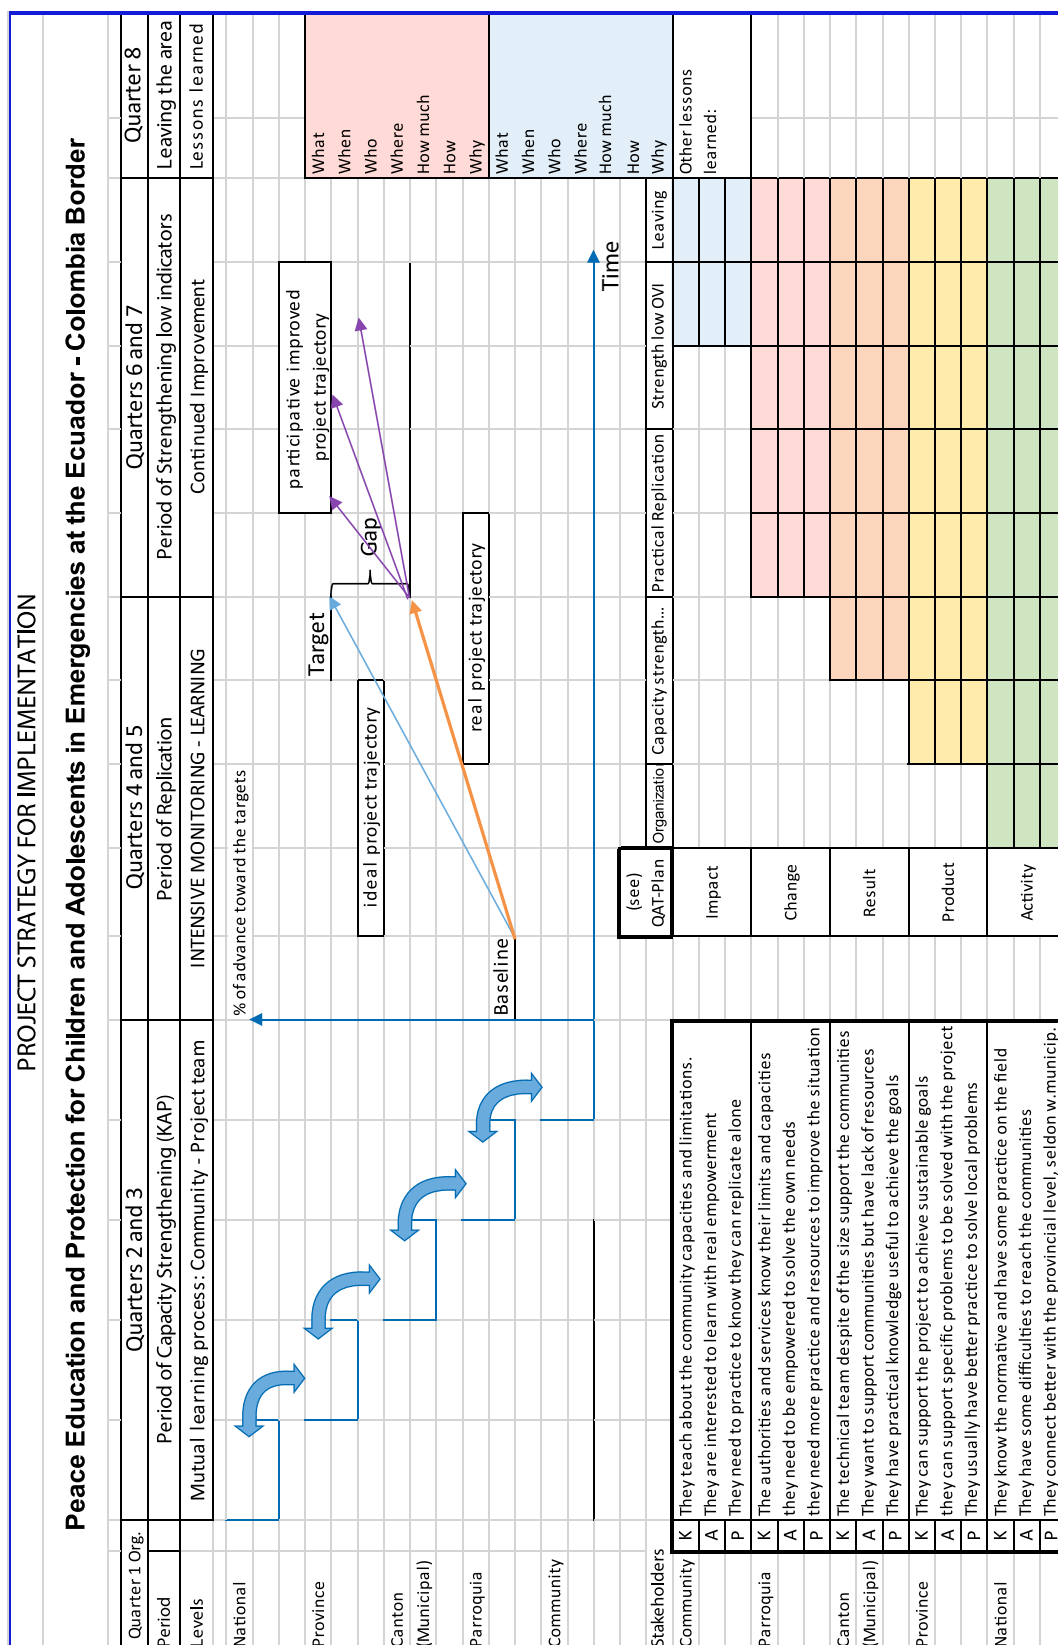 PROJECT STRATEGY FOR IMPLEMENTATION
Peace Education and Protection for Children and Adolescents in Emergencies at the Ecuador - Colombia Border
Quarter 1 Org.
Quarters 2 and 3
Quarters 4 and 5
Quarters 6 and 7
Quarter 8
Period
Period of Capacity Strengthening (KAP)
Period of Replication
Period of Strengthening low indicators
Leaving the area
Levels
Mutual learning process: Community - Project team
INTENSIVE MONITORING - LEARNING
Continued Improvement
Lessons learned
National
% of advance toward the targets
Province
Target
participative improved
project trajectory
ideal project trajectory
Gap
Canton
(Municipal)
Parroquia
real project trajectory
Baseline
Community
Time
What
When
Who
Where
How much
How
Why
What
When
Who
Where
How much
How
Why
Stakeholders
(see)
QAT-Plan
Organizatio
Capacity strength...
Practical Replication
Strength low OVI
Leaving
Other lessons
learned:
Community
K They teach about the community capacities and limitations.
A They are interested to learn with real empowerment
P They need to practice to know they can replicate alone
Impact
Parroquia
K The authorities and services know their limits and capacities
A they need to be empowered to solve the own needs
P they need more practice and resources to improve the situation
Change
Canton
(Municipal)
K The technical team despite of the size support the communities
A They want to support communities but have lack of resources
P They have practical knowledge useful to achieve the goals
Result
Province
K They can support the project to achieve sustainable goals
A they can support specific problems to be solved with the project
P They usually have better practice to solve local problems
Product
National
K They know the normative and have some practice on the field
A They have some difficulties to reach the communities
P They connect better with the provincial level, seldon w.municip.
Activity